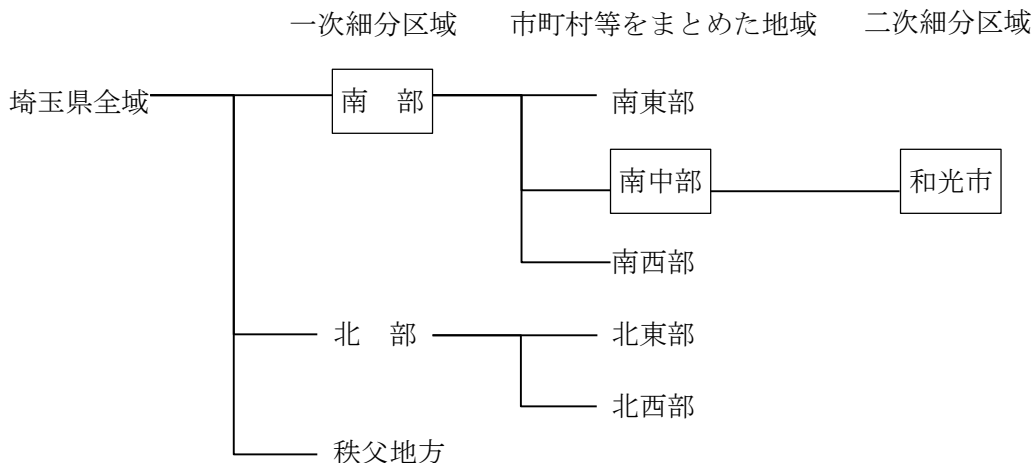 一次細分区域 市町村等をまとめた地域 二次細分区域
埼玉県全域 南 部 南東部
南中部 和光市
南西部
北 部 北東部
北西部
秩父地方